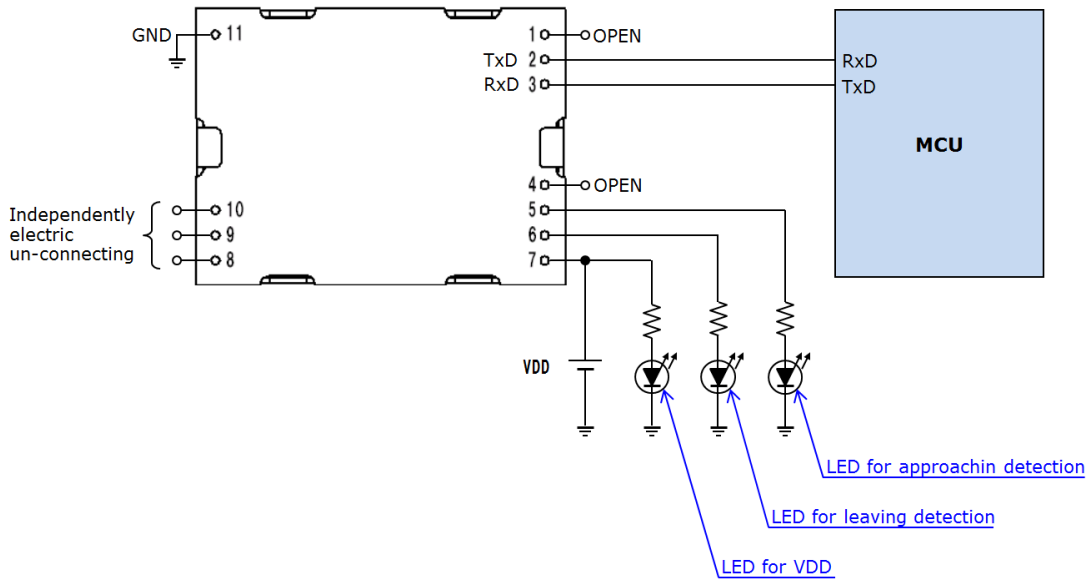 GND
11
1
OPEN
TxD 2
RxD
RxD 3
TxD
MCU
4
OPEN
Independently
electric
un-connecting
10
9
8
5
6
7
VDD
LED for approachin detection
LED for leaving detection
LED for VDD